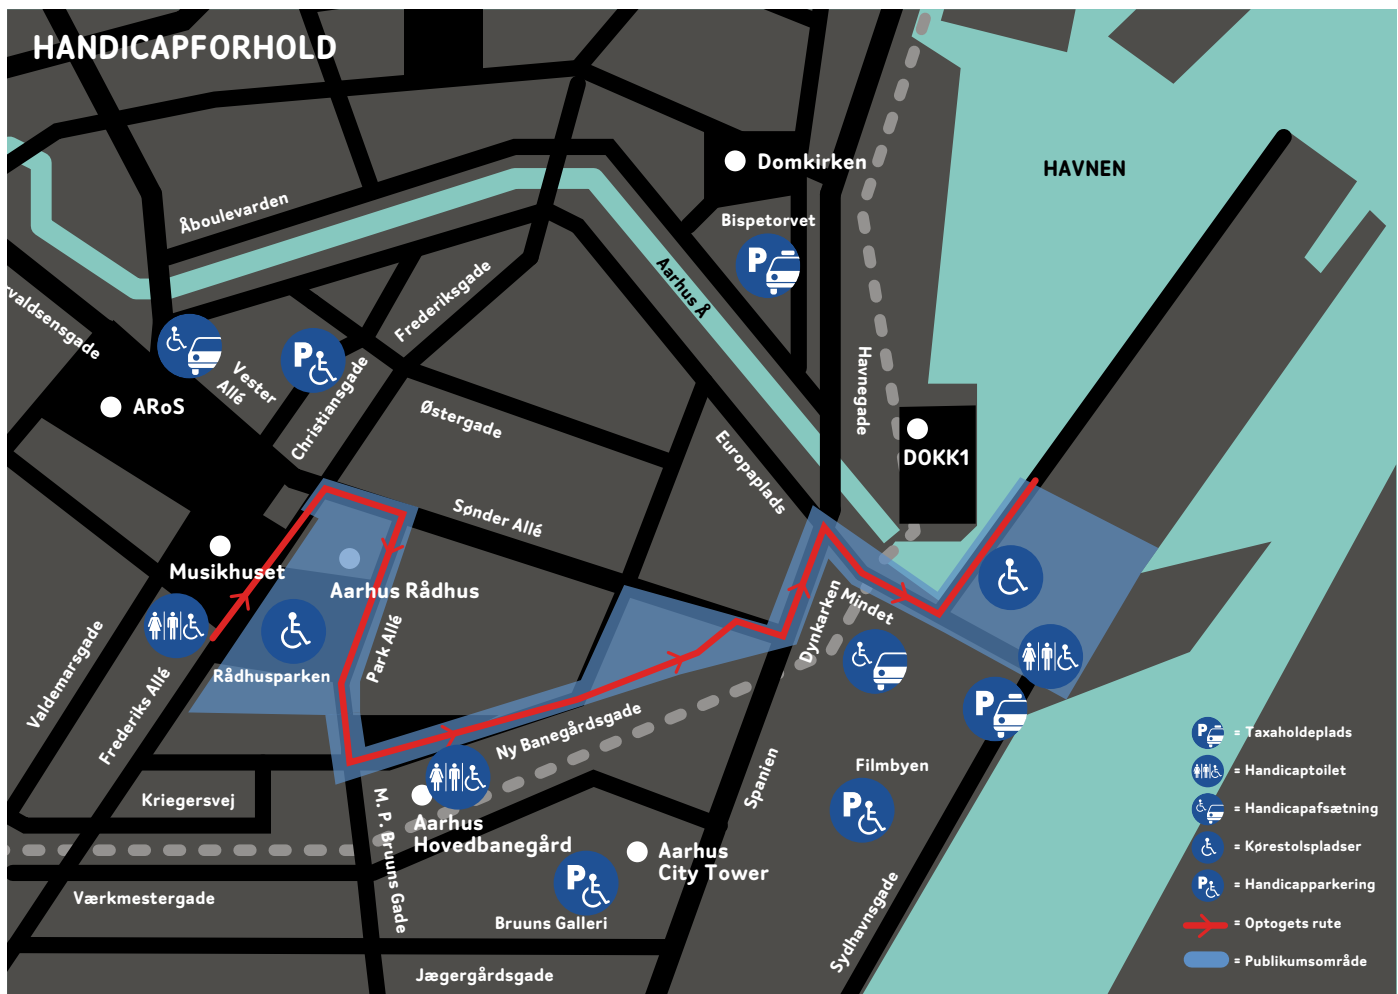 HANDICAPFORHOLD
HAVNEN
Domkirken
Bispetorvet
P
Åboulevarden
Aarhus Å
Frederiksgade
rvaldsensgade
Vester
Allé
P
Christiansgade
Havnegade
ARoS
Østergade
Europaplads
DOKK1
Sønder Allé
Musikhuset
Aarhus Rådhus
Park Allé
Dynkarken
Mindet
Rådhusparken
Valdemarsgade
Frederiks Allé
Ny Banegårdsgade
P
Spanien
Filmbyen
P
Kriegersvej
M. P. Bruuns Gade
Aarhus
Hovedbanegård
Aarhus
City Tower
P
Bruuns Galleri
Værkmestergade
Sydhavnsgade
Jægergårdsgade
P = Taxaholdeplads
= Handicaptoilet
= Handicapafsætning
= Kørestolspladser
P = Handicapparkering
= Optogets rute
= Publikumsområde